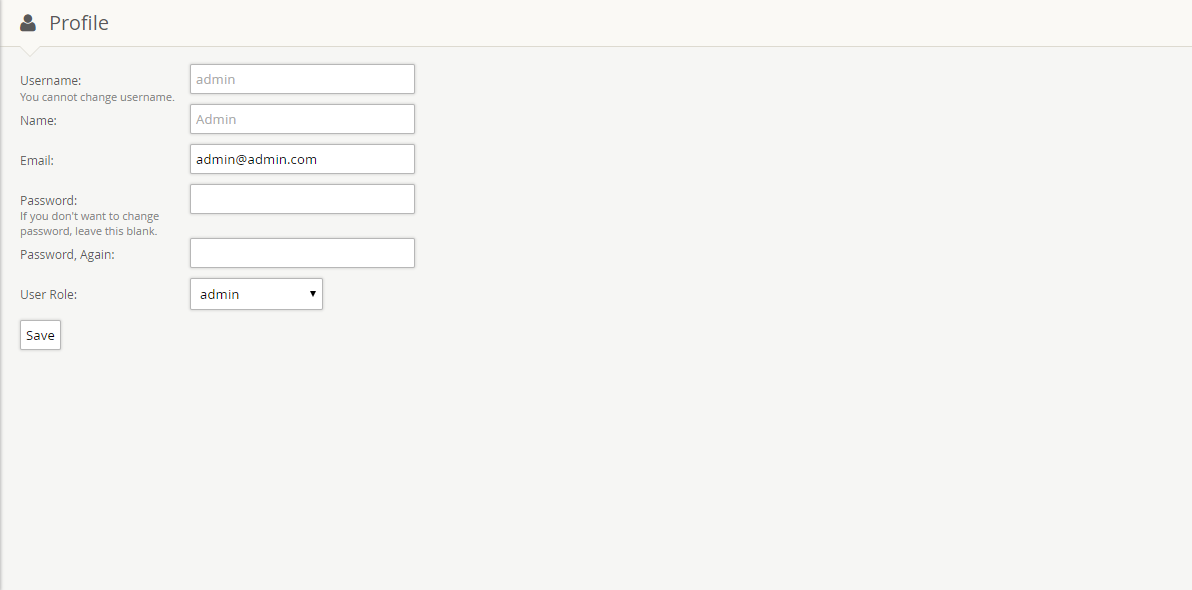 Profile
Username:
admin
You cannot change username.
Name:
Admin
Email:
admin@admin.com
Password:
If you don't want to change
password, leave this blank.
Password, Again:
User Role:
admin
Save